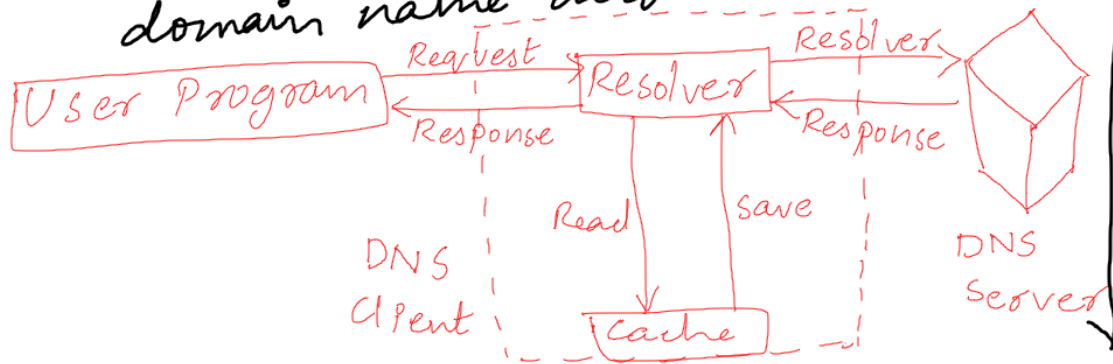 domain name
Request
Resolver
User Program
Resolver
Response
Response
Read
save
DNS
Client
DNS
Server
Cache